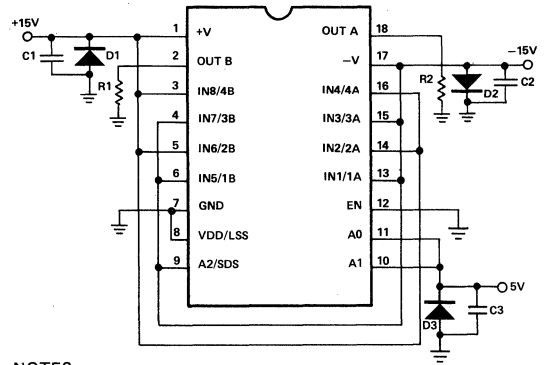 +15V
C1
D1
R1
1 +V
2 OUT B
3 IN8/4B
4 IN7/3B
5 IN6/2B
6 IN5/1B
7 GND
8 VDD/LSS
9 A2/SDS
OUT A 18
–V 17
IN4/4A 16
IN3/3A 15
IN2/2A 14
IN1/1A 13
EN 12
A0 11
A1 10
R2
–15V
D2
C2
5V
D3
C3
NOTES